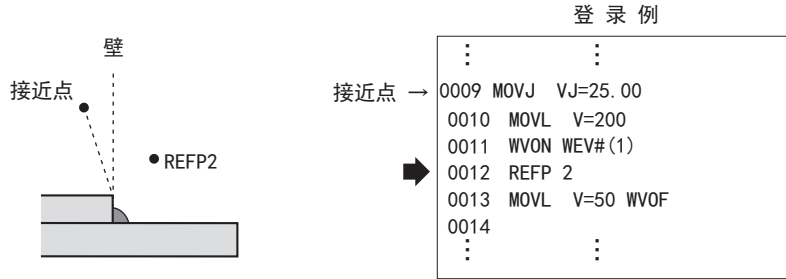 登 录 例
壁
接近点
REFP2
接近点 →
0009 MOVJ VJ=25.00
0010 MOVL V=200
0011 WVON WEV#(1)
0012 REFP 2
0013 MOVL V=50 WVOF
0014